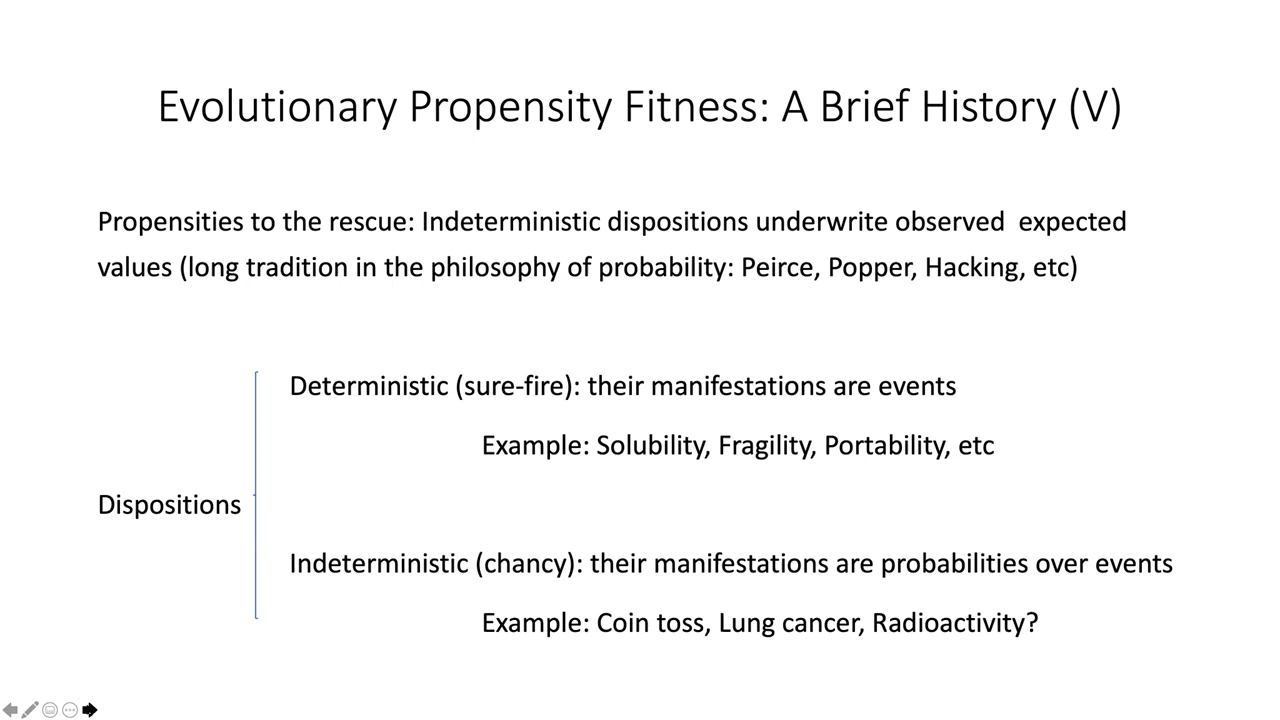 Evolutionary Propensity Fitness: A Brief History (V)
Propensities to the rescue: Indeterministic dispositions underwrite observed  expected
values (long tradition in the philosophy of probability: Peirce, Popper, Hacking, etc)
Deterministic (sure-fire): their manifestations are events
Example: Solubility, Fragility, Portability, etc
Dispositions
Indeterministic (chancy): their manifestations are probabilities over events
Example: Coin toss, Lung cancer, Radioactivity?